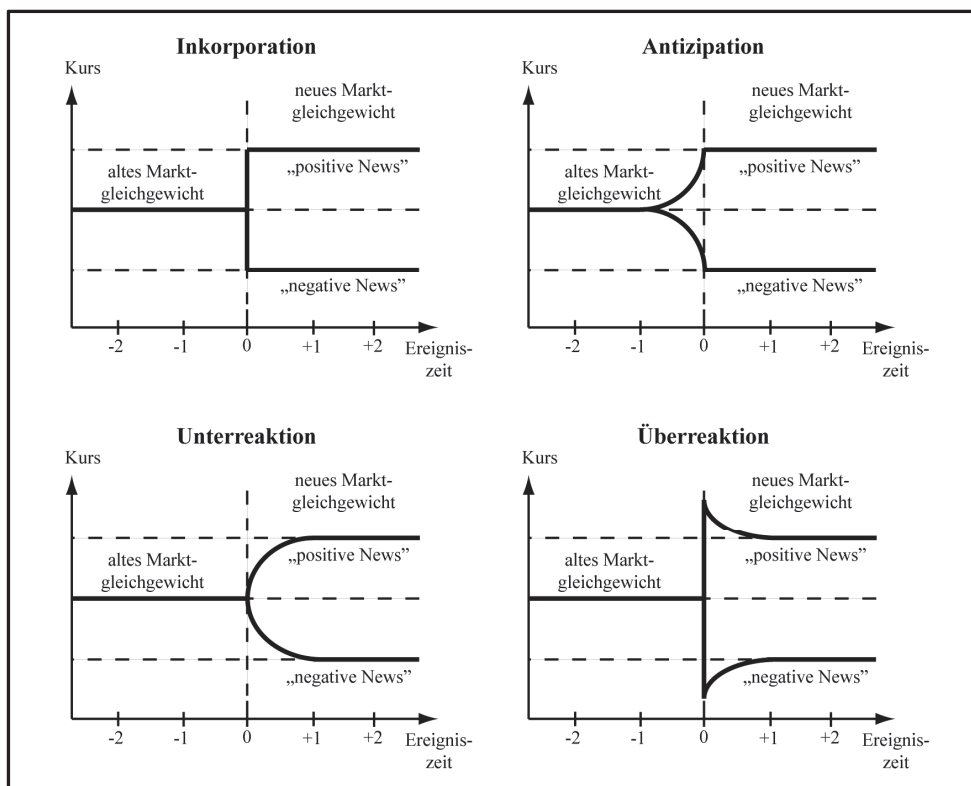 Inkorporation
Kurs
neues Markt-
gleichgewicht
„positive News”
altes Markt-
gleichgewicht
„negative News”
-2 -1 0 +1 +2 Ereignis-
zeit
Antizipation
Kurs
neues Markt-
gleichgewicht
„positive News”
altes Markt-
gleichgewicht
„negative News”
-2 -1 0 +1 +2 Ereignis-
zeit
Unterreaktion
Kurs
neues Markt-
gleichgewicht
„positive News”
altes Markt-
gleichgewicht
„negative News”
-2 -1 0 +1 +2 Ereignis-
zeit
Überreaktion
Kurs
neues Markt-
gleichgewicht
„positive News”
altes Markt-
gleichgewicht
„negative News”
-2 -1 0 +1 +2 Ereignis-
zeit